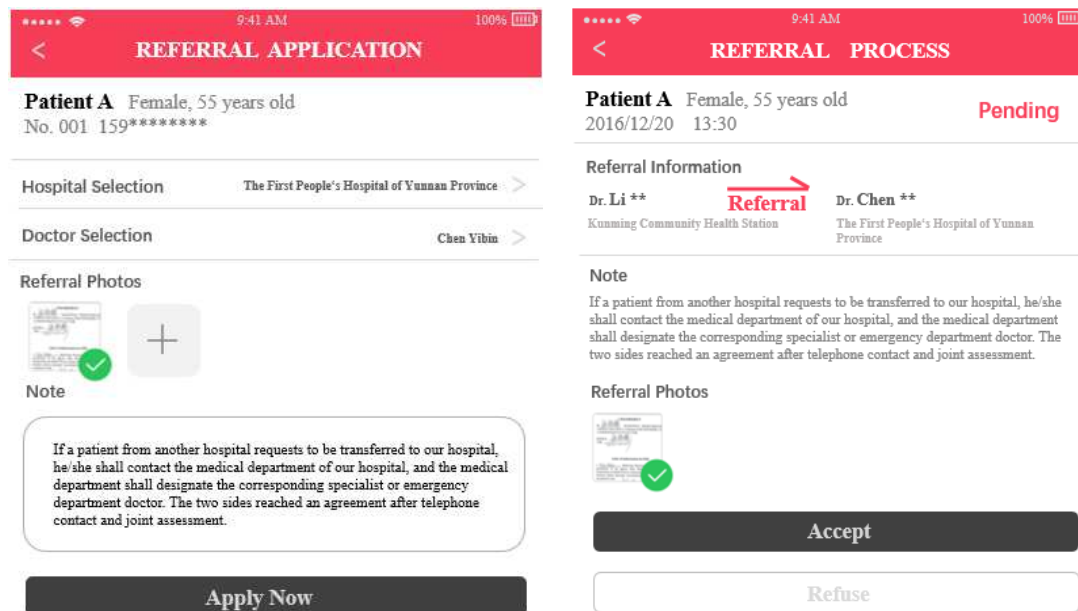 9:41 AM 100%
< REFERRAL APPLICATION
Patient A Female, 55 years old
No. 001 159********
Hospital Selection The First People's Hospital of Yunnan Province >
Doctor Selection Chen Yibin >
Referral Photos
Note
If a patient from another hospital requests to be transferred to our hospital,
he/she shall contact the medical department of our hospital, and the medical
department shall designate the corresponding specialist or emergency
department doctor. The two sides reached an agreement after telephone
contact and joint assessment.
Apply Now
9:41 AM 100%
< REFERRAL PROCESS
Patient A Female, 55 years old
2016/12/20 13:30
Pending
Referral Information
Dr. Li ** Referral Dr. Chen **
Kunming Community Health Station The First People's Hospital of Yunnan
Province
Note
If a patient from another hospital requests to be transferred to our hospital, he/she
shall contact the medical department of our hospital, and the medical department
shall designate the corresponding specialist or emergency department doctor. The
two sides reached an agreement after telephone contact and joint assessment.
Referral Photos
Accept
Refuse